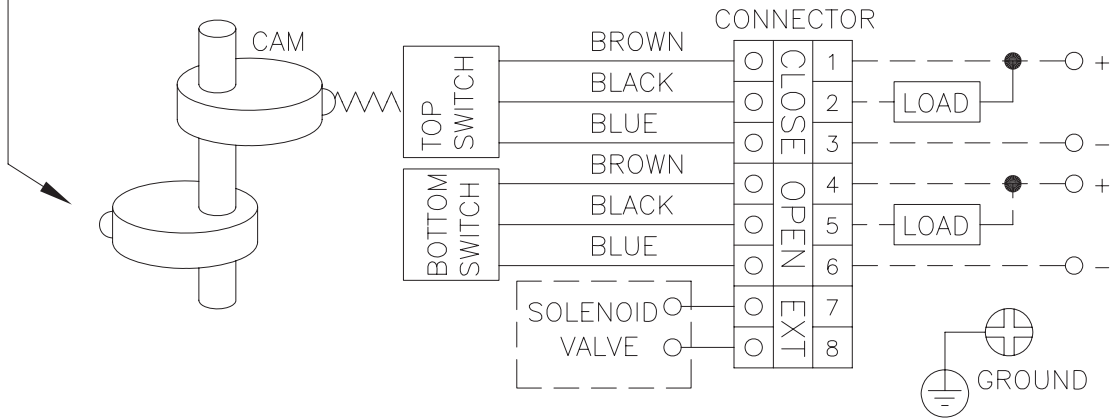 CONNECTOR
CAM
TOP
SWITCH
BROWN
BLACK
BLUE
CLOSE
1
2
3
LOAD
+
–
BOTTOM
SWITCH
BROWN
BLACK
BLUE
OPEN
4
5
6
LOAD
+
–
SOLENOID
VALVE
EXT
7
8
GROUND